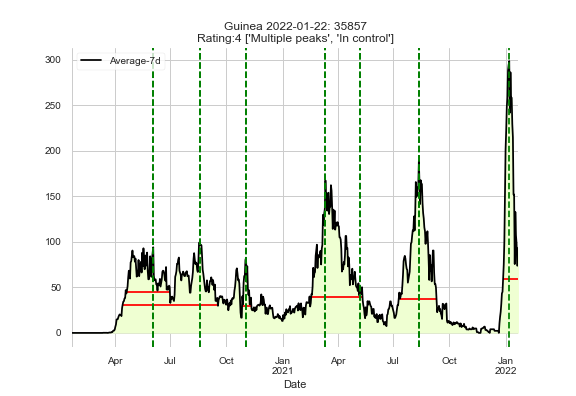 Guinea 2022-01-22: 35857
Rating:4 ['Multiple peaks', 'In control']
Average-7d
300
250
200
150
100
50
0
Apr Jul Oct Jan Apr Jul Oct Jan
2021 2022
Date